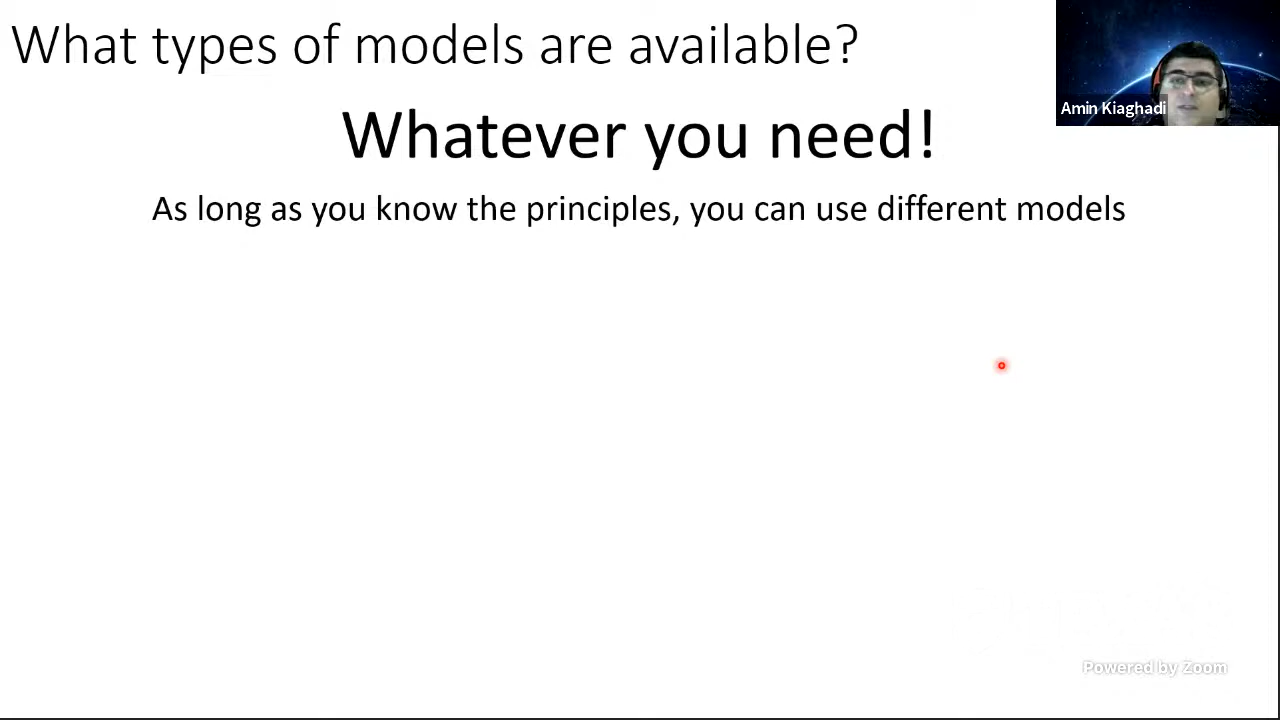 What types of models are available?
Amin Kiaghadi
Whatever you need!
As long as you know the principles, you can use different models
Powered by Zoom